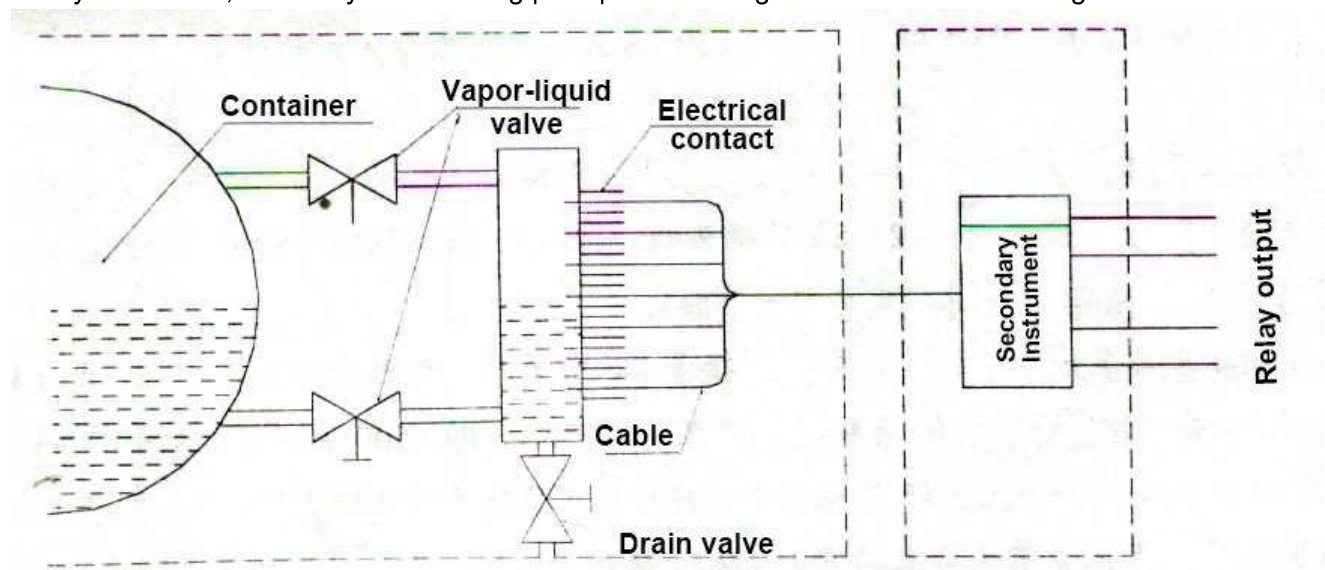 Container
Vapor-liquid
valve
Electrical
contact
Secondary
Instrument
Relay output
Cable
Drain valve